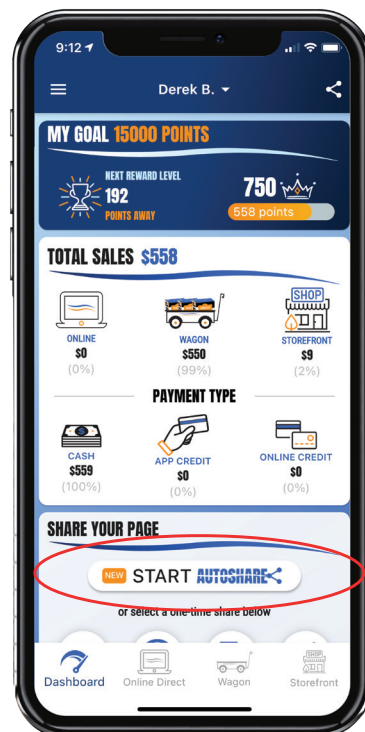 9:12
Derek B.
MY GOAL 15000 POINTS
NEXT REWARD LEVEL
192
POINTS AWAY
750
558 points
TOTAL SALES $558
SHOP
ONLINE WAGON STOREFRONT
$0 $550 $9
(0%) (99%) (2%)
PAYMENT TYPE
CASH APP CREDIT ONLINE CREDIT
$559 $0 $0
(100%) (0%) (0%)
SHARE YOUR PAGE
NEW START AUTOSHARE
or select a one-time share below
SHOP
Dashboard Online Direct Wagon Storefront